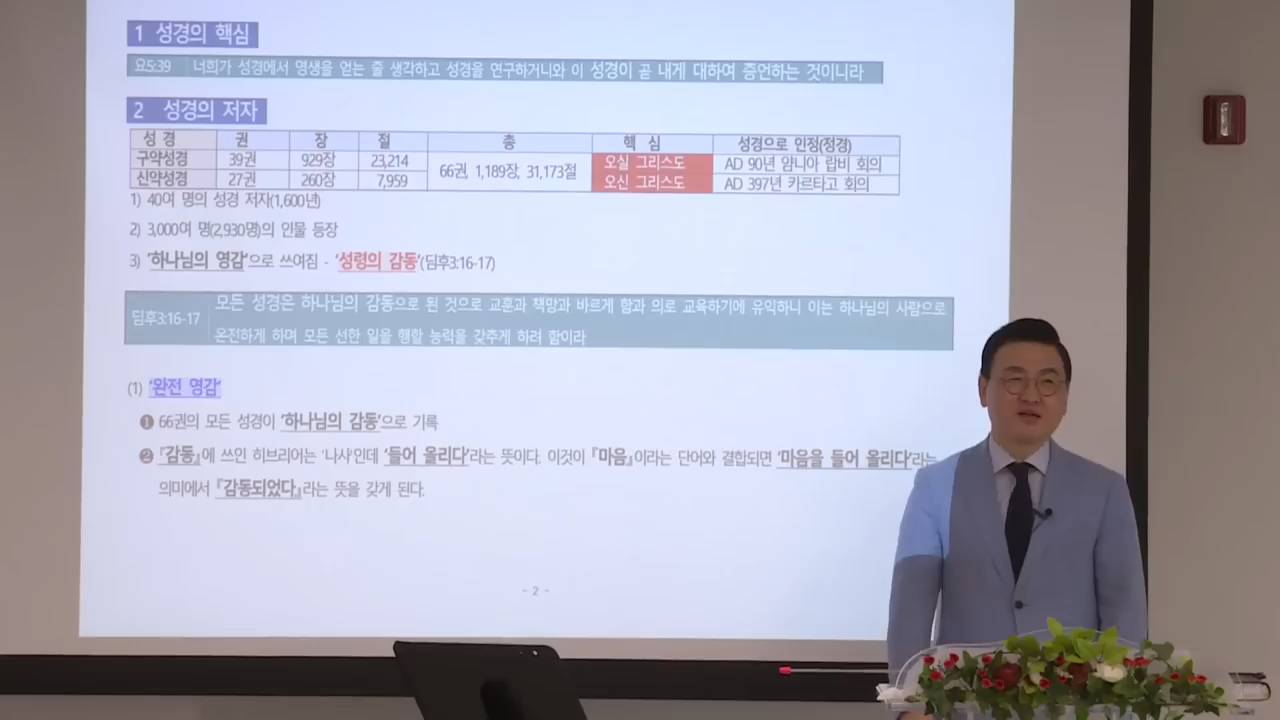 1 성경의 핵심
요5:39 너희가 성경에서 영생을 얻는 줄 생각하고 성경을 연구하거니와 이 성경이 곧 내게 대하여 증언하는 것이니라
2 성경의 저자
성 경 권 장 절 총 핵 심 성경으로 인정(정경)
구약성경 39권 929장 23,214 66권, 1,189장, 31,173절 오실 그리스도 AD 90년 얌니아 랍비 회의
신약성경 27권 260장 7,959 오신 그리스도 AD 397년 카르타고 회의
1) 40여 명의 성경 저자(1,600년)
2) 3,000여 명(2,930명)의 인물 등장
3) '하나님의 영감'으로 쓰여짐 - '성령의 감동'(딤후3:16-17)
딤후3:16-17 모든 성경은 하나님의 감동으로 된 것으로 교훈과 책망과 바르게 함과 의로 교육하기에 유익하니 이는 하나님의 사람으로
온전하게 하며 모든 선한 일을 행할 능력을 갖추게 하려 함이라
(1) '완전 영감'
❶ 66권의 모든 성경이 '하나님의 감동'으로 기록
❷ 『감동』에 쓰인 히브리어는 '나사'인데 '들어 올리다'라는 뜻이다. 이것이 『마음』이라는 단어와 결합되면 '마음을 들어 올리다'라는
의미에서 『감동되었다』라는 뜻을 갖게 된다.
- 2 -